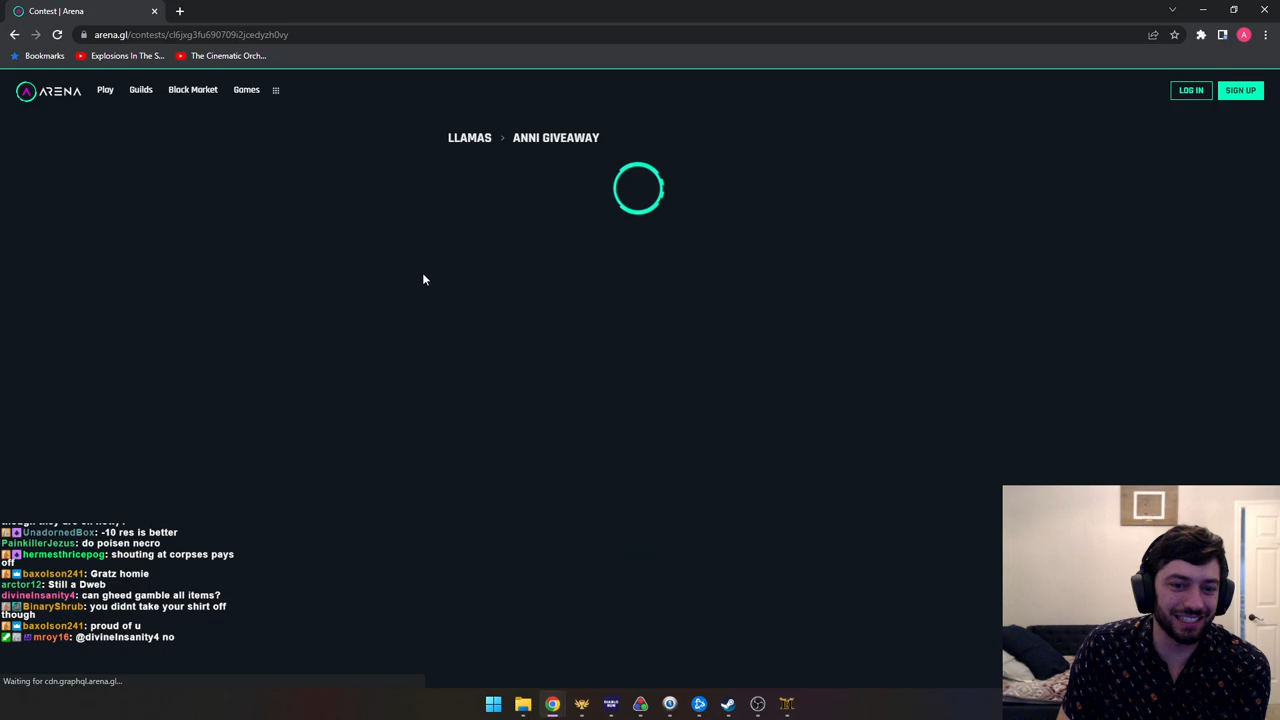 Contest | Arena
arena.gl/contests/cl6jxg3fu690709i2jcedyzh0vy
A
Bookmarks
Explosions In The S...
The Cinematic Orch...
ARENA
Play
Guilds
Black Market
Games
LOG IN
SIGN UP
LLAMAS > ANNI GIVEAWAY
UnadornedBox: -10 res is better
PainkillerJezus: do poisen necro
hermesthricepog: shouting at corpses pays
off
baxolson241: Gratz homie
arctor12: Still a Dweb
divineInsanity4: can gheed gamble all items?
BinaryShrub: you didnt take your shirt off
though
baxolson241: proud of u
mroy16: @divineInsanity4 no
Waiting for cdn.graphql.arena.gl...